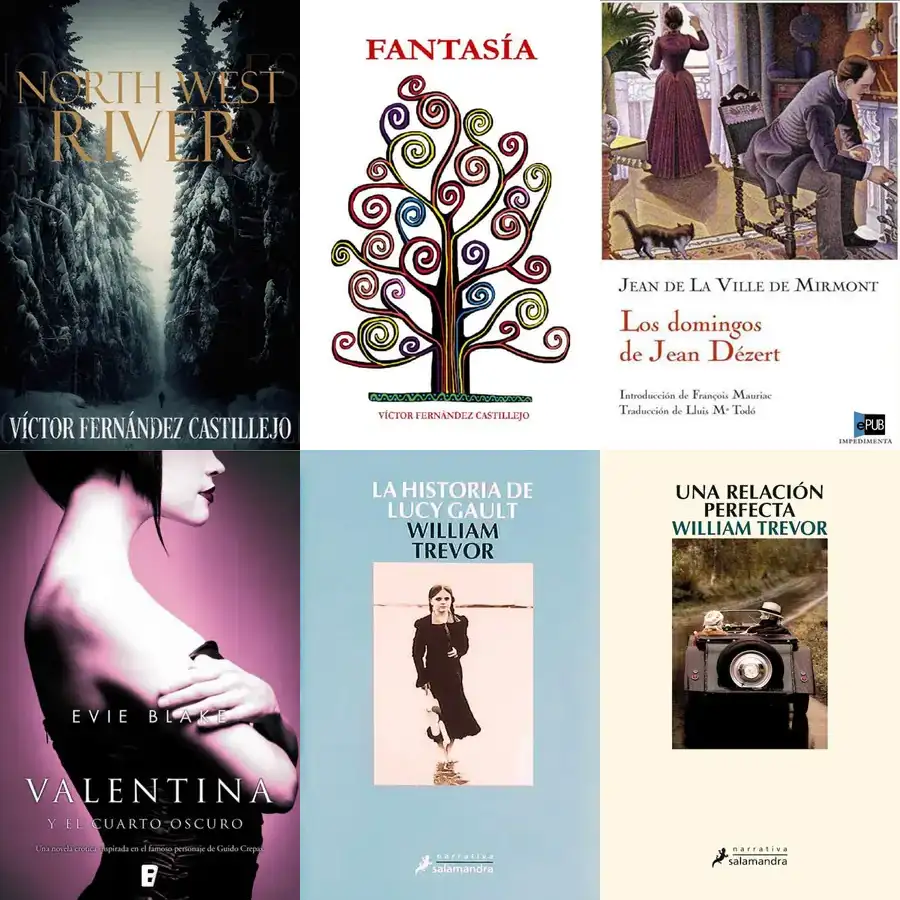 NORTH WEST
RIVER
VÍCTOR FERNÁNDEZ CASTILLEJO
FANTASÍA
VÍCTOR FERNÁNDEZ CASTILLEJO
JEAN DE LA VILLE DE MIRMONT
Los domingos
de Jean Dézert
Introducción de François Mauriac
Traducción de Lluis Mª Todó
ePUB
IMPEDIMENTA
EVIE BLAKE
VALENTINA
Y EL CUARTO OSCURO
Una novela erótica inspirada en el famoso personaje de Guido Crepax
B
LA HISTORIA DE
LUCY GAULT
WILLIAM
TREVOR
narrativa
salamandra
UNA RELACIÓN
PERFECTA
WILLIAM TREVOR
narrativa
salamandra